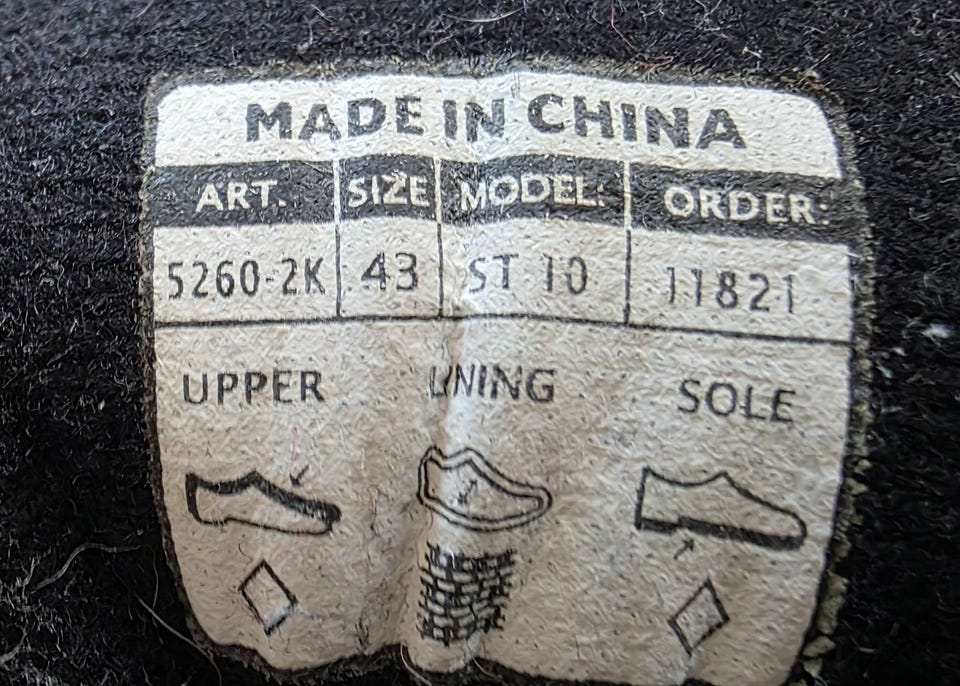 MADE IN CHINA
ART. SIZE MODEL: ORDER:
5260-2K 43 ST 10 11821
UPPER LINING SOLE